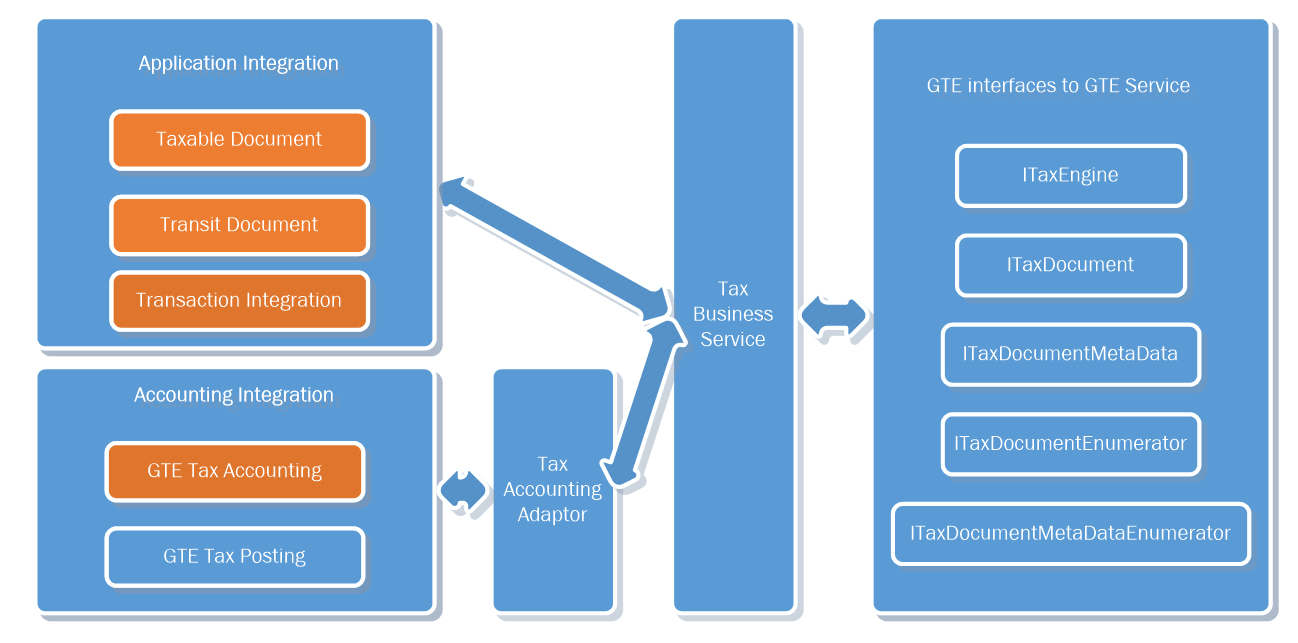 Application Integration
Taxable Document
Transit Document
Transaction Integration
Accounting Integration
GTE Tax Accounting
GTE Tax Posting
Tax
Accounting
Adaptor
Tax
Business
Service
GTE interfaces to GTE Service
ITaxEngine
ITaxDocument
ITaxDocumentMetaData
ITaxDocumentEnumerator
ITaxDocumentMetaDataEnumerator